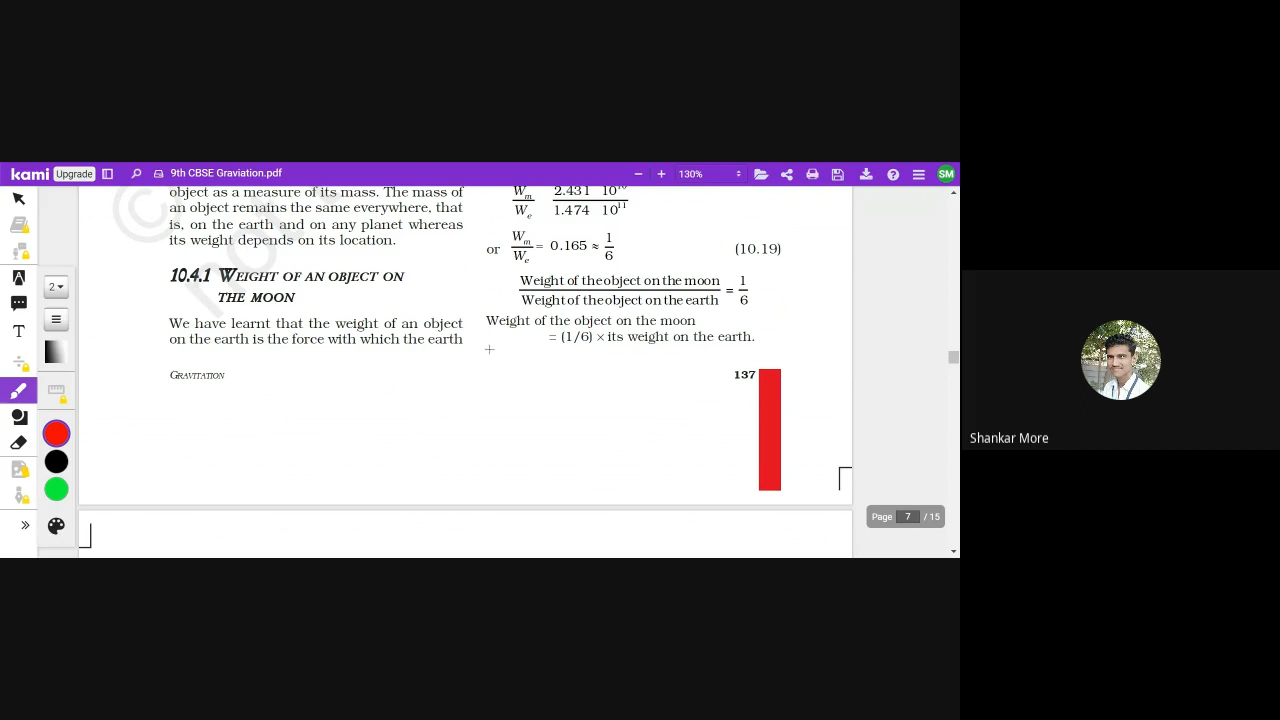 kami Upgrade 9th CBSE Graviation.pdf 130% SM
object as a measure of its mass. The mass of
an object remains the same everywhere, that
is, on the earth and on any planet whereas
its weight depends on its location.
10.4.1 WEIGHT OF AN OBJECT ON
THE MOON
We have learnt that the weight of an object
on the earth is the force with which the earth
GRAVITATION
Wm 2.431 10^10
We 1.474 10^11
or Wm/We = 0.165 ≈ 1/6 (10.19)
Weight of the object on the moon
Weight of the object on the earth = 1/6
Weight of the object on the moon
= (1/6) × its weight on the earth.
137
2
T
Page 7 / 15
Shankar More